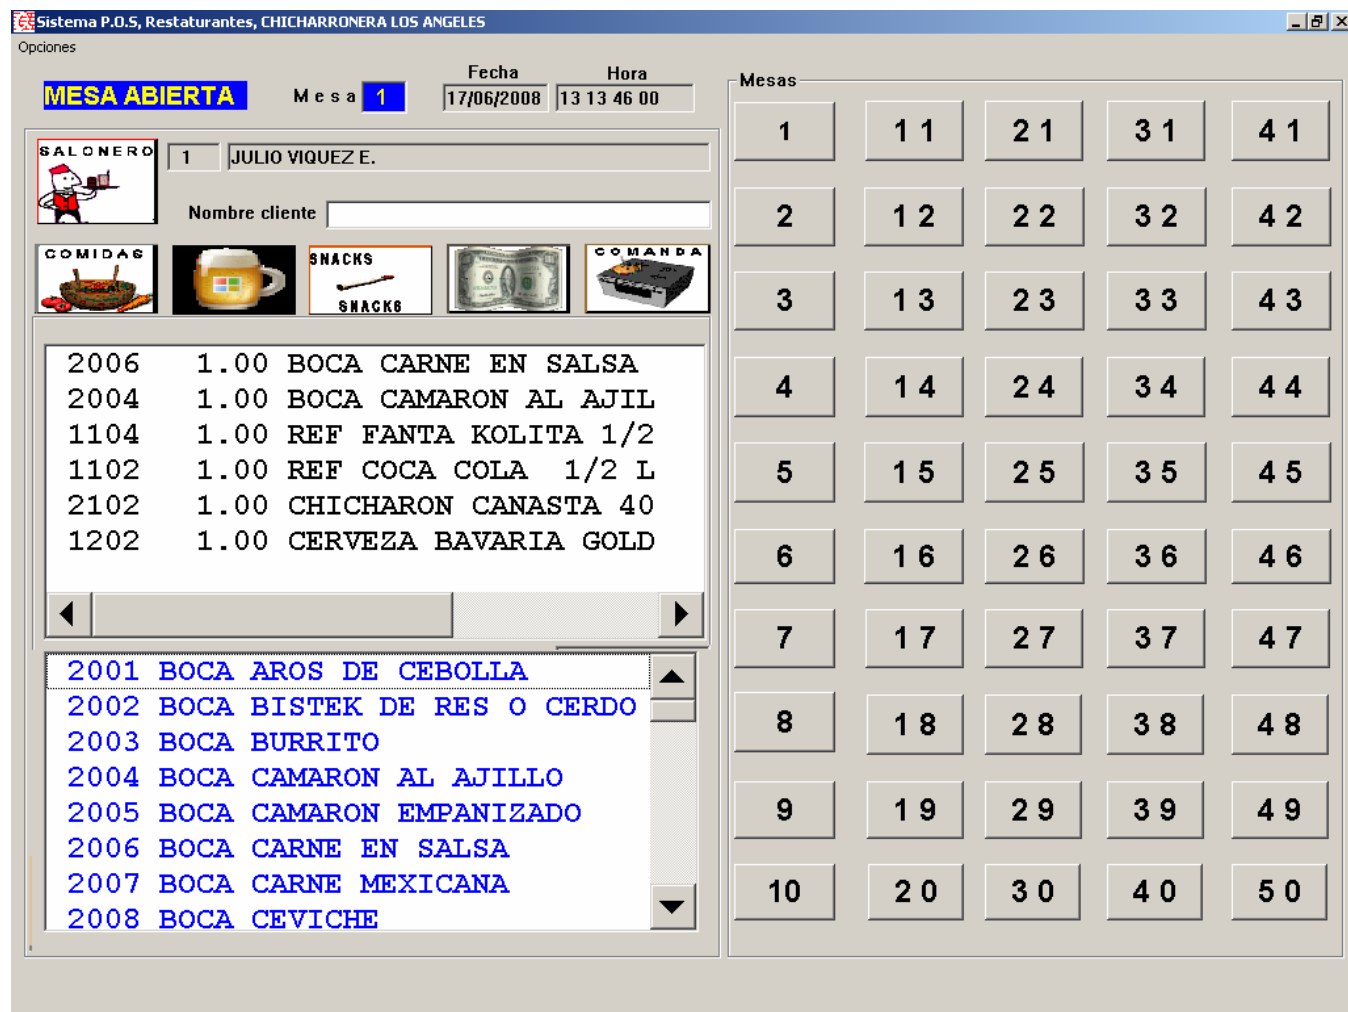 Sistema P.O.S, Restaturantes, CHICHARRONERA LOS ANGELES
Opciones
MESA ABIERTA
Mesa 1
Fecha Hora
17/06/2008 13 13 46 00
SALONERO
1 JULIO VIQUEZ E.
Nombre cliente
COMIDAS
SNACKS
SNACKS
COMANDA
2006 1.00 BOCA CARNE EN SALSA
2004 1.00 BOCA CAMARON AL AJIL
1104 1.00 REF FANTA KOLITA 1/2
1102 1.00 REF COCA COLA 1/2 L
2102 1.00 CHICHARON CANASTA 40
1202 1.00 CERVEZA BAVARIA GOLD
2001 BOCA AROS DE CEBOLLA
2002 BOCA BISTEK DE RES O CERDO
2003 BOCA BURRITO
2004 BOCA CAMARON AL AJILLO
2005 BOCA CAMARON EMPANIZADO
2006 BOCA CARNE EN SALSA
2007 BOCA CARNE MEXICANA
2008 BOCA CEVICHE
Mesas
1 11 21 31 41
2 12 22 32 42
3 13 23 33 43
4 14 24 34 44
5 15 25 35 45
6 16 26 36 46
7 17 27 37 47
8 18 28 38 48
9 19 29 39 49
10 20 30 40 50